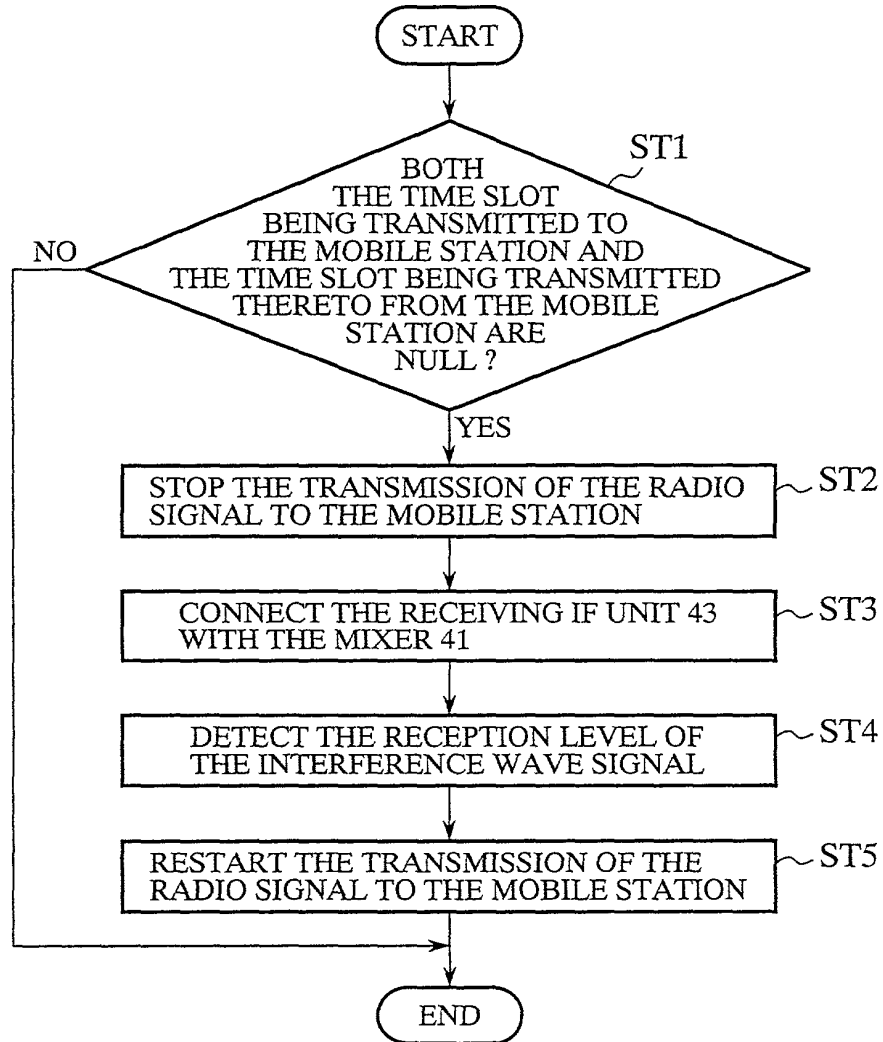 START
ST1
BOTH
THE TIME SLOT
BEING TRANSMITTED TO
THE MOBILE STATION AND
THE TIME SLOT BEING TRANSMITTED
THERETO FROM THE MOBILE
STATION ARE
NULL ?
NO
YES
STOP THE TRANSMISSION OF THE RADIO
SIGNAL TO THE MOBILE STATION
ST2
CONNECT THE RECEIVING IF UNIT 43
WITH THE MIXER 41
ST3
DETECT THE RECEPTION LEVEL OF
THE INTERFERENCE WAVE SIGNAL
ST4
RESTART THE TRANSMISSION OF THE
RADIO SIGNAL TO THE MOBILE STATION
ST5
END